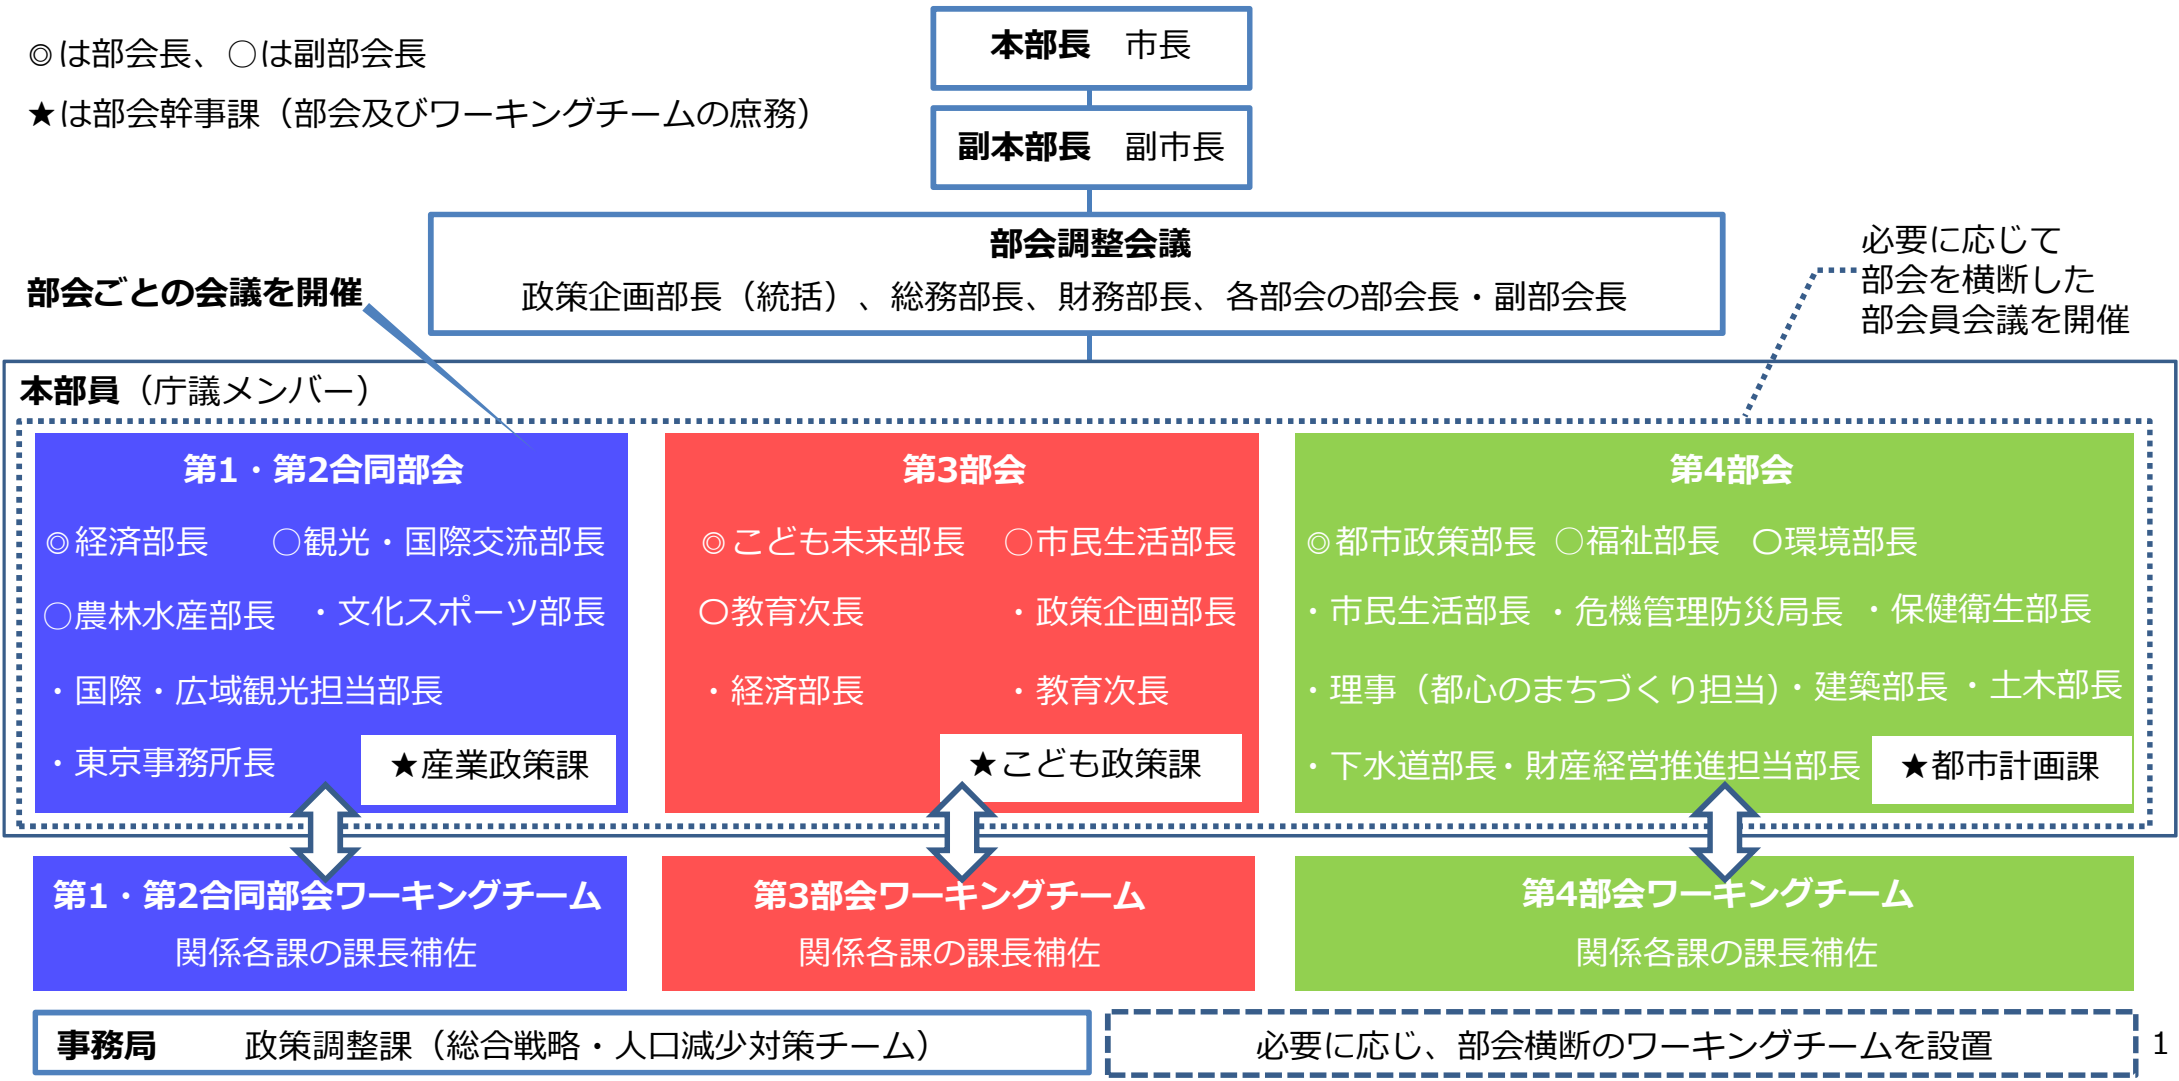 ◎は部会長、○は副部会長
★は部会幹事課（部会及びワーキングチームの庶務）
本部長　市長
副本部長　副市長
部会調整会議
政策企画部長（統括）、総務部長、財務部長、各部会の部会長・副部会長
部会ごとの会議を開催
必要に応じて
部会を横断した
部会員会議を開催
本部員（庁議メンバー）
第1・第2合同部会
◎経済部長　○観光・国際交流部長
○農林水産部長　・文化スポーツ部長
・国際・広域観光担当部長
・東京事務所長
★産業政策課
第3部会
◎こども未来部長　○市民生活部長
○教育次長　・政策企画部長
・経済部長　・教育次長
★こども政策課
第4部会
◎都市政策部長　○福祉部長　○環境部長
・市民生活部長　・危機管理防災局長　・保健衛生部長
・理事（都心のまちづくり担当）・建築部長　・土木部長
・下水道部長・財産経営推進担当部長
★都市計画課
第1・第2合同部会ワーキングチーム
関係各課の課長補佐
第3部会ワーキングチーム
関係各課の課長補佐
第4部会ワーキングチーム
関係各課の課長補佐
事務局　政策調整課（総合戦略・人口減少対策チーム）
必要に応じ、部会横断のワーキングチームを設置
1